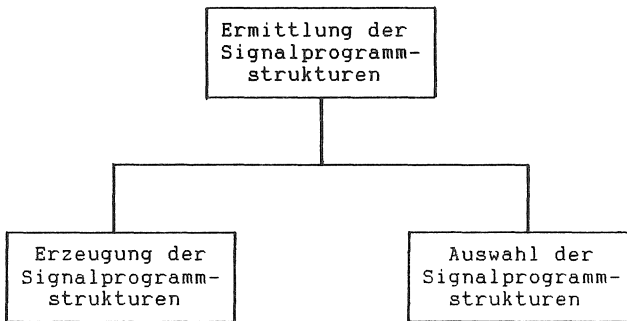 Ermittlung der
Signalprogramm-
strukturen
Erzeugung der
Signalprogramm-
strukturen
Auswahl der
Signalprogramm-
strukturen